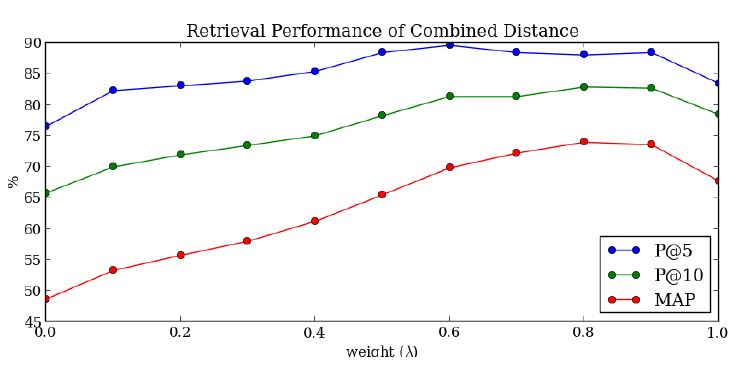 Retrieval Performance of Combined Distance
90
85
80
75
70
65
60
55
50
45
%
0.0 0.2 0.4 0.6 0.8 1.0
weight (λ)
P@5
P@10
MAP